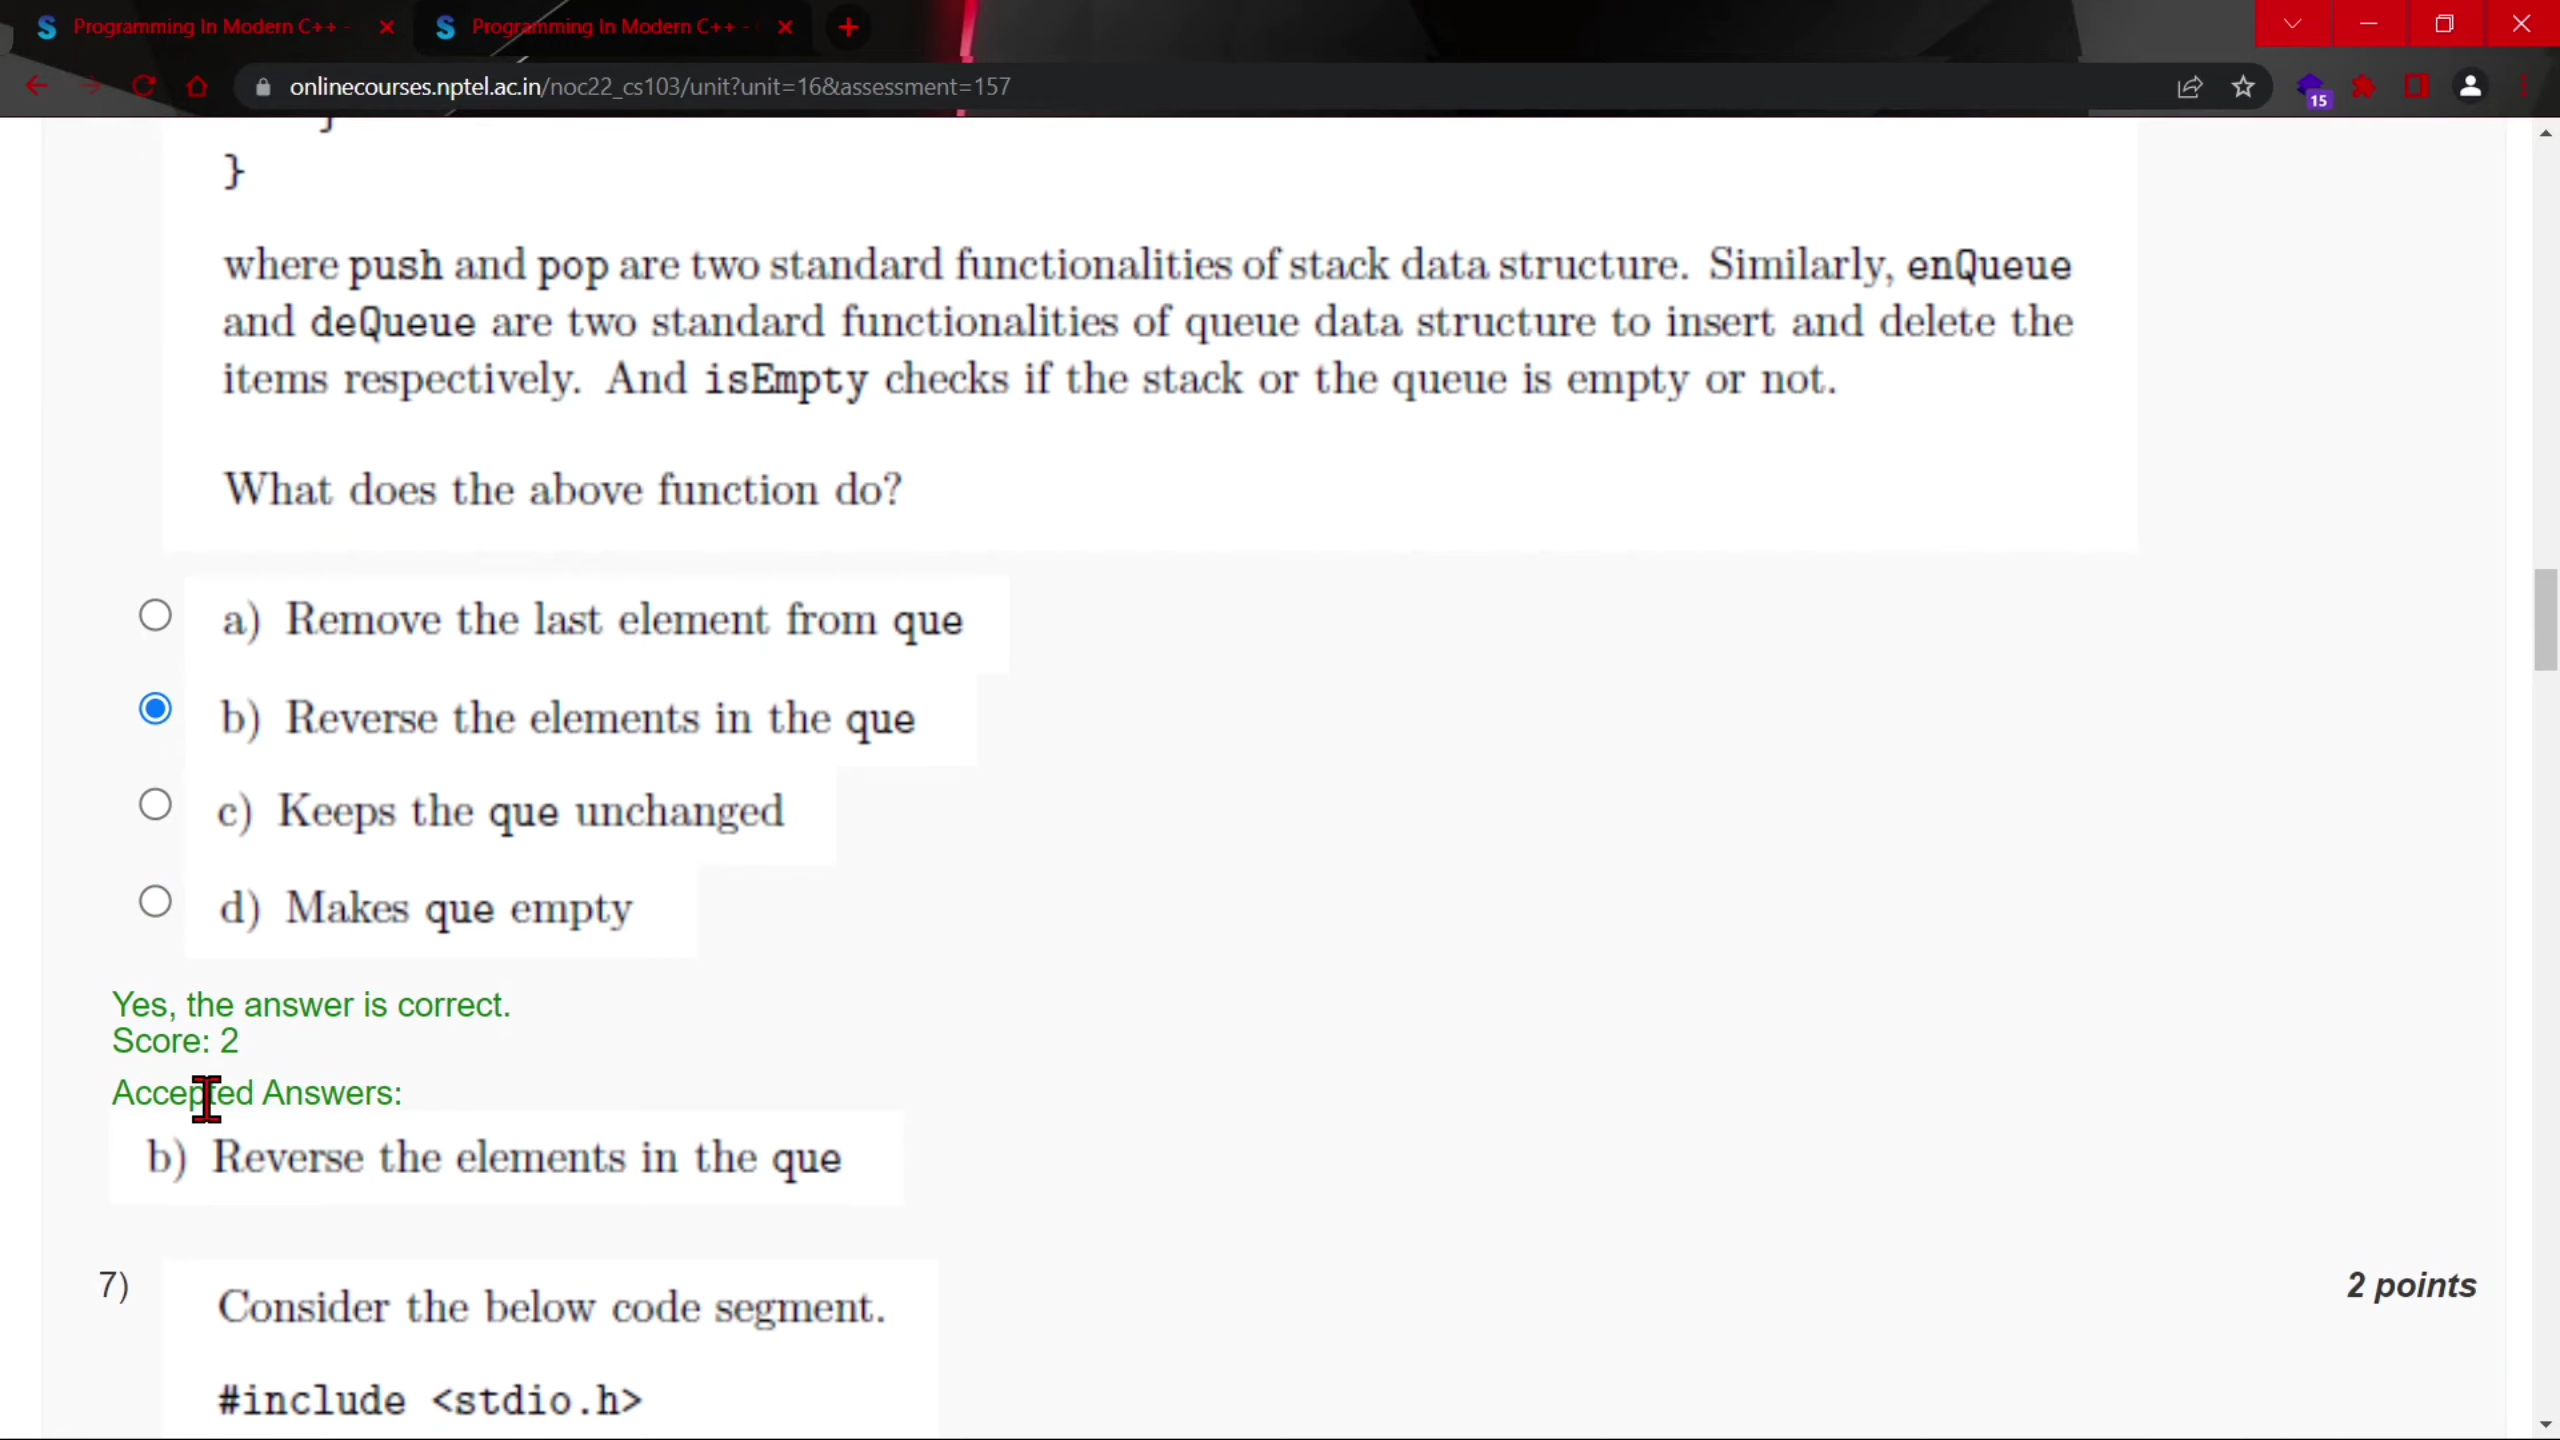 Programming In Modern C++ -
Programming In Modern C++ -
onlinecourses.nptel.ac.in/noc22_cs103/unit?unit=16&assessment=157
15
}
}
where push and pop are two standard functionalities of stack data structure. Similarly, enQueue
and deQueue are two standard functionalities of queue data structure to insert and delete the
items respectively. And isEmpty checks if the stack or the queue is empty or not.
What does the above function do?
a) Remove the last element from que
b) Reverse the elements in the que
c) Keeps the que unchanged
d) Makes que empty
Yes, the answer is correct.
Score: 2
Accepted Answers:
b) Reverse the elements in the que
7)
2 points
Consider the below code segment.
#include <stdio.h>